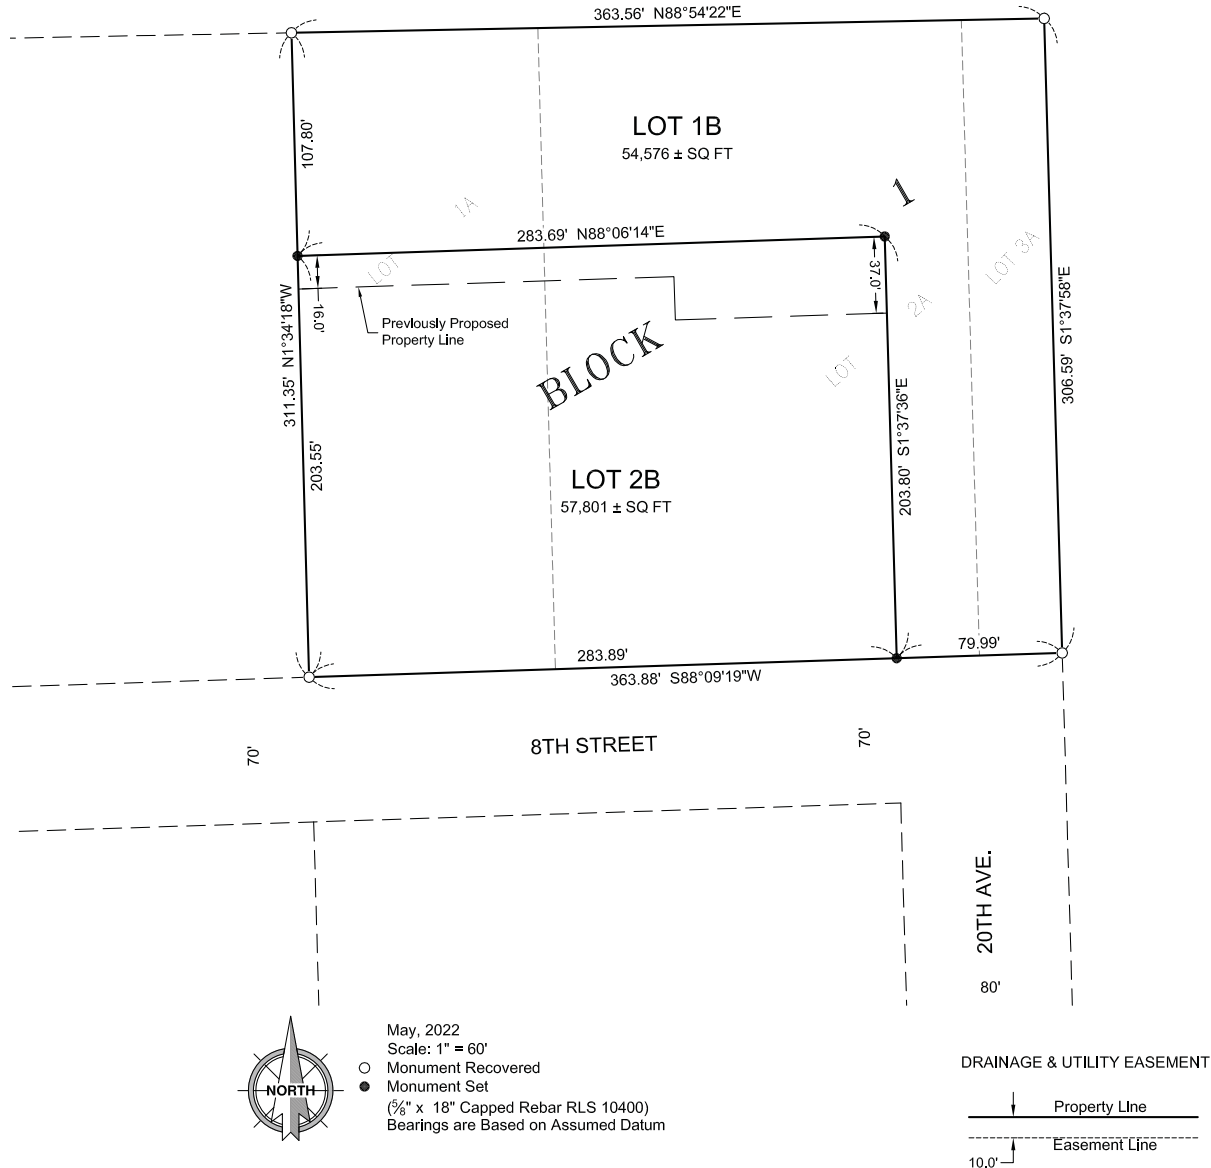 363.56' N88°54'22"E
107.80'
LOT 1B
54,576 ± SQ FT
1
LOT 1A
283.69' N88°06'14"E
LOT 3A
16.0'
37.0'
Previously Proposed
Property Line
LOT 2A
BLOCK
311.35' N1°34'18"W
203.55'
306.59' S1°37'58"E
203.80' S1°37'36"E
LOT 2B
57,801 ± SQ FT
283.89'
79.99'
363.88' S88°09'19"W
70'
8TH STREET
70'
20TH AVE.
80'
May, 2022
Scale: 1" = 60'
Monument Recovered
Monument Set
(⅝" x 18" Capped Rebar RLS 10400)
Bearings are Based on Assumed Datum
NORTH
DRAINAGE & UTILITY EASEMENT
Property Line
Easement Line
10.0'